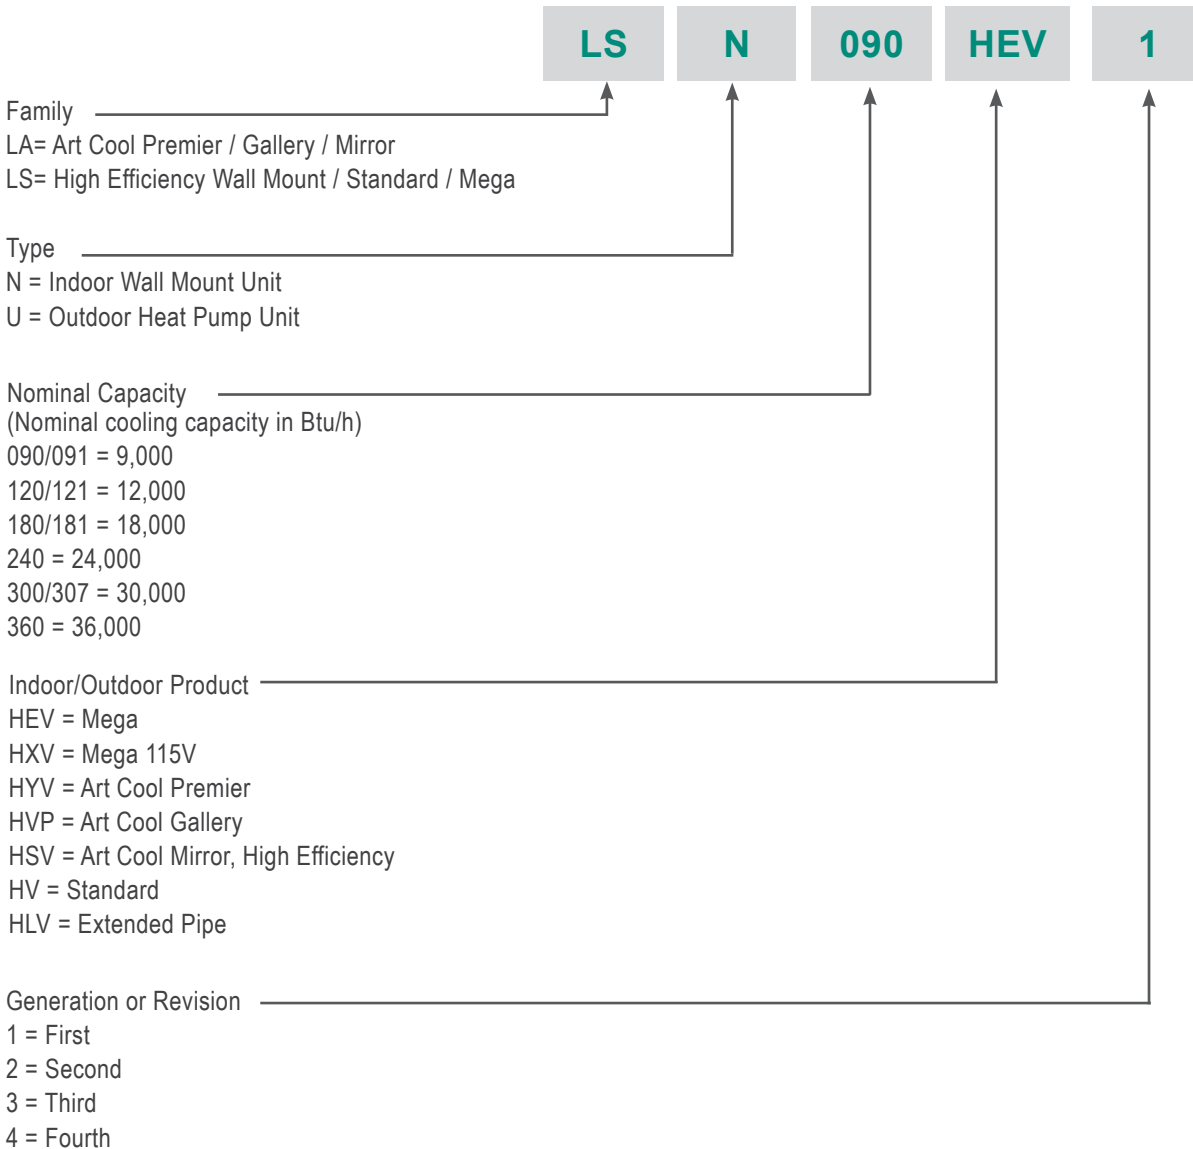 LS N 090 HEV 1
Family
LA= Art Cool Premier / Gallery / Mirror
LS= High Efficiency Wall Mount / Standard / Mega
Type
N = Indoor Wall Mount Unit
U = Outdoor Heat Pump Unit
Nominal Capacity
(Nominal cooling capacity in Btu/h)
090/091 = 9,000
120/121 = 12,000
180/181 = 18,000
240 = 24,000
300/307 = 30,000
360 = 36,000
Indoor/Outdoor Product
HEV = Mega
HXV = Mega 115V
HYV = Art Cool Premier
HVP = Art Cool Gallery
HSV = Art Cool Mirror, High Efficiency
HV = Standard
HLV = Extended Pipe
Generation or Revision
1 = First
2 = Second
3 = Third
4 = Fourth